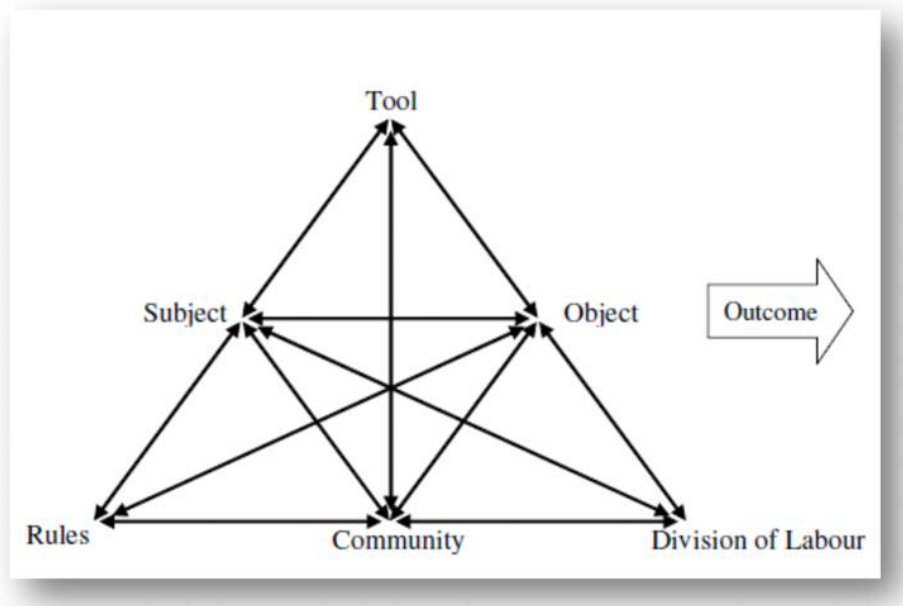 Tool
Subject
Object
Outcome
Rules
Community
Division of Labour